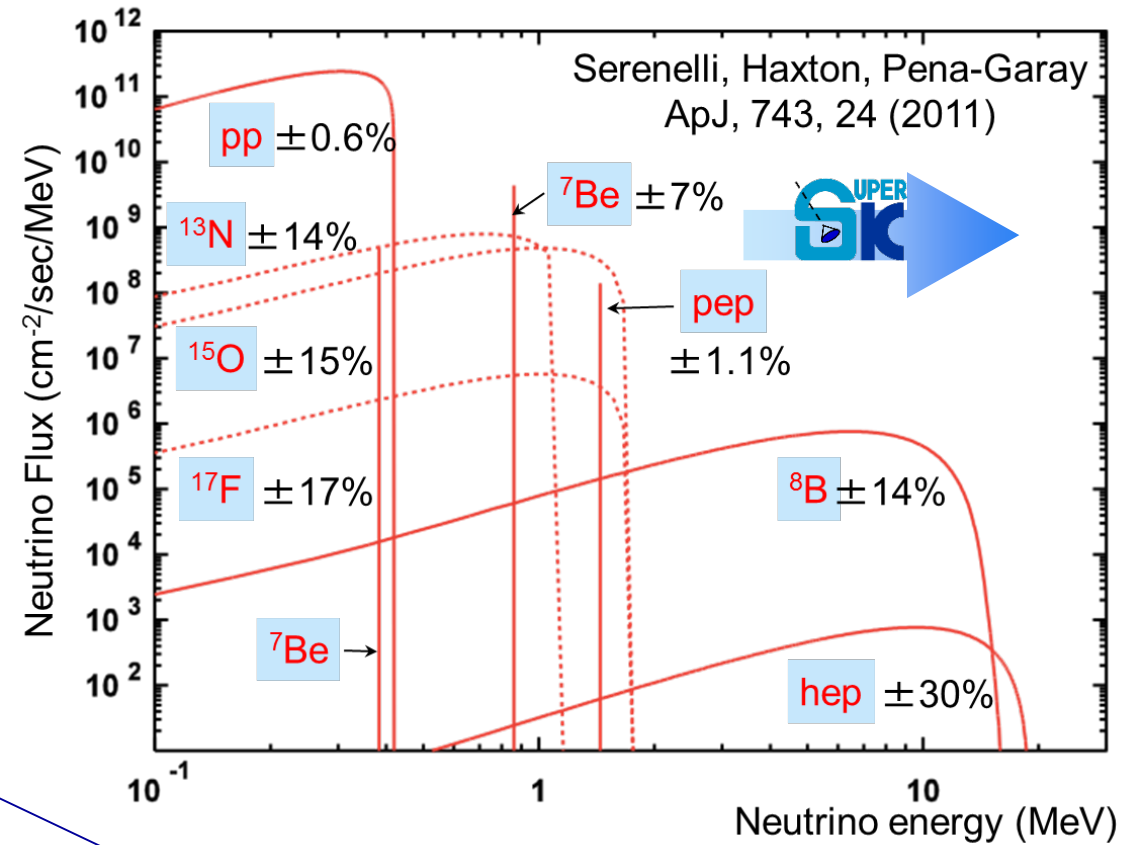 Serenelli, Haxton, Pena-Garay
ApJ, 743, 24 (2011)
Neutrino Flux (cm⁻²/sec/MeV)
10¹²
10¹¹
10¹⁰
10⁹
10⁸
10⁷
10⁶
10⁵
10⁴
10³
10²
pp ±0.6%
¹³N ±14%
⁷Be ±7%
SUPER
K
pep
±1.1%
¹⁵O ±15%
¹⁷F ±17%
⁸B ±14%
⁷Be
hep ±30%
10⁻¹
1
10
Neutrino energy (MeV)